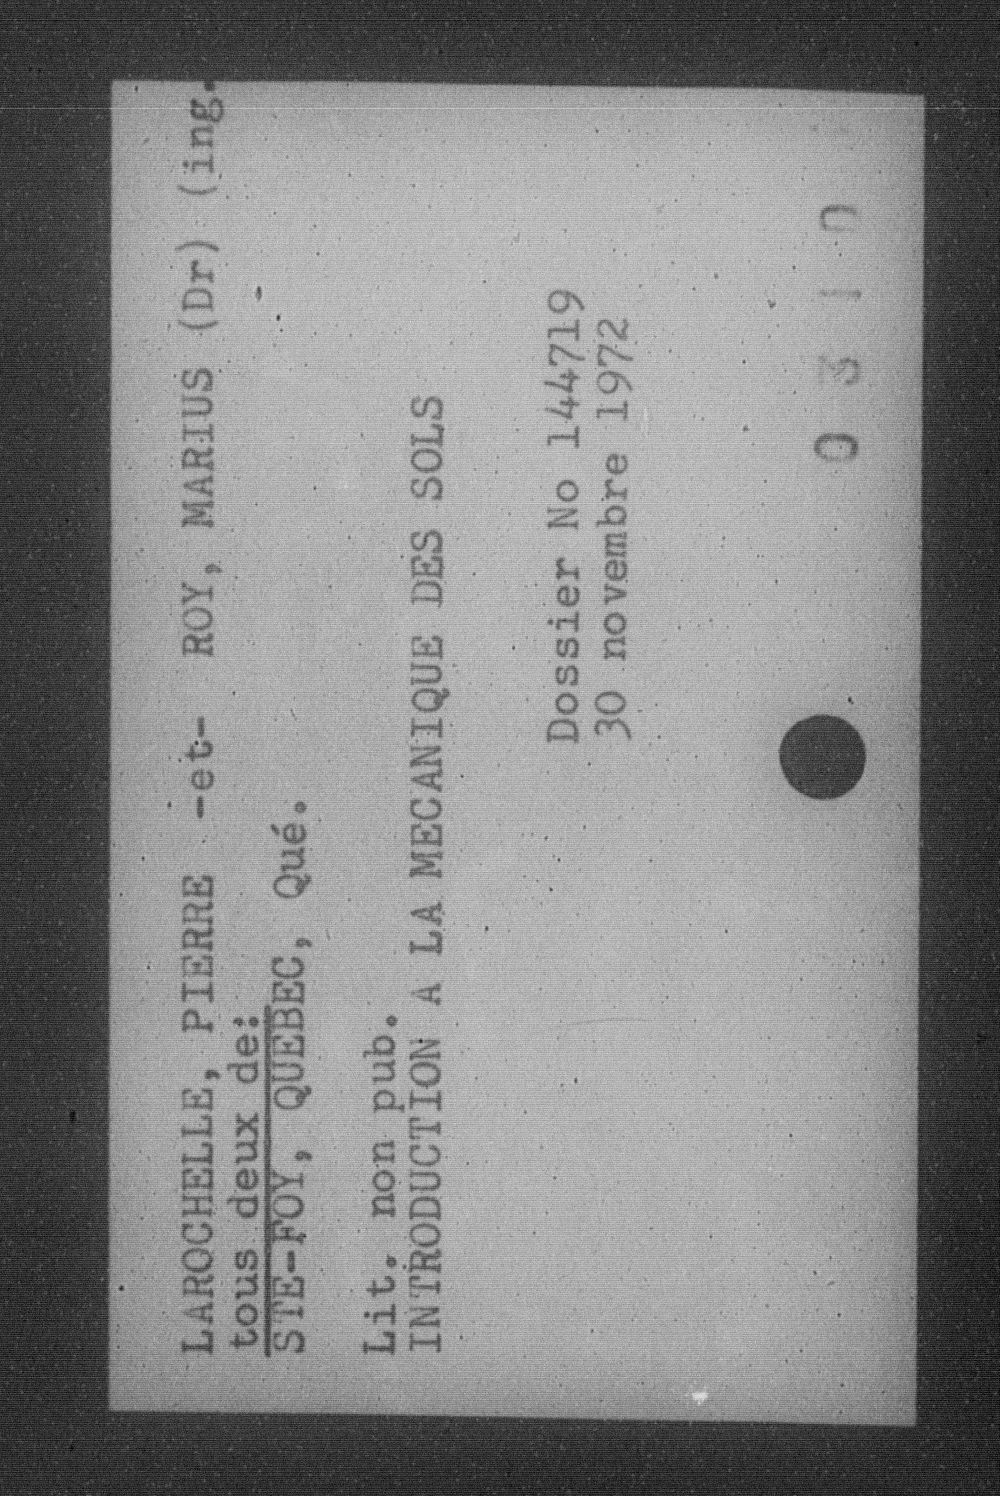 LAROCHELLE, PIERRE -et- ROY, MARIUS (Dr) (ing.
tous deux de:
STE-FOY, QUEBEC, Qué.
Lit. non pub.
INTRODUCTION A LA MECANIQUE DES SOLS
Dossier No 144719
30 novembre 1972
0310